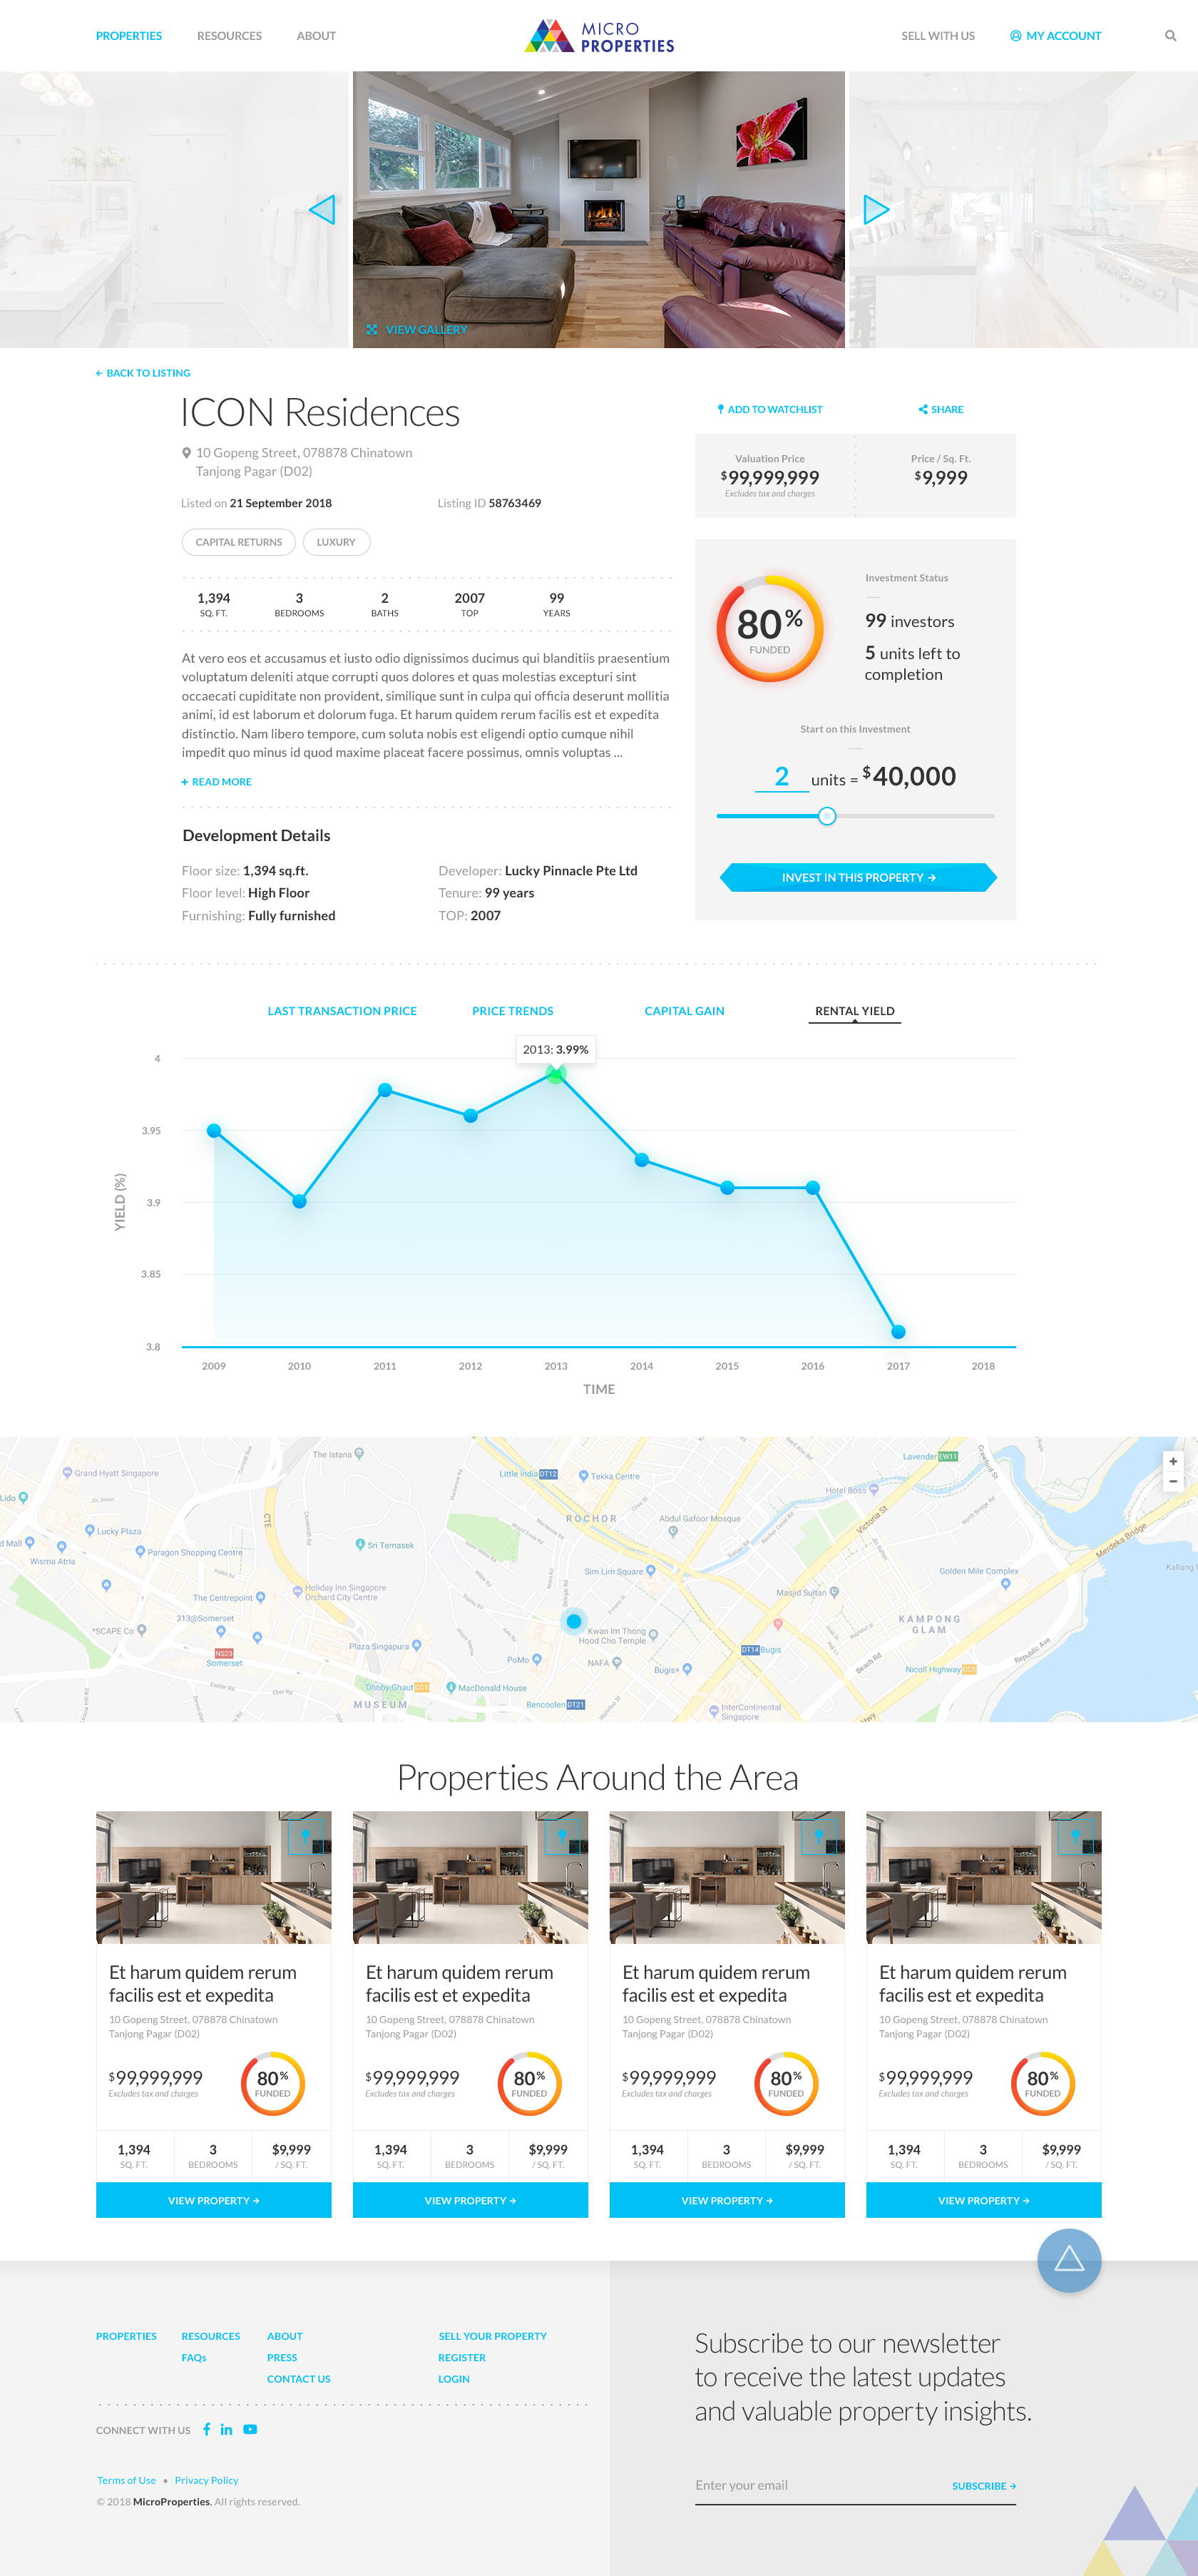 PROPERTIES
RESOURCES
ABOUT
MICRO
PROPERTIES
SELL WITH US
MY ACCOUNT
VIEW GALLERY
BACK TO LISTING
ICON Residences
10 Gopeng Street, 078878 Chinatown
Tanjong Pagar (D02)
Listed on 21 September 2018
Listing ID 58763469
CAPITAL RETURNS
LUXURY
1,394
SQ. FT.
3
BEDROOMS
2
BATHS
2007
TOP
99
YEARS
At vero eos et accusamus et iusto odio dignissimos ducimus qui blanditiis praesentium
voluptatum deleniti atque corrupti quos dolores et quas molestias excepturi sint
occaecati cupiditate non provident, similique sunt in culpa qui officia deserunt mollitia
animi, id est laborum et dolorum fuga. Et harum quidem rerum facilis est et expedita
distinctio. Nam libero tempore, cum soluta nobis est eligendi optio cumque nihil
impedit quo minus id quod maxime placeat facere possimus, omnis voluptas ...
+ READ MORE
Development Details
Floor size: 1,394 sq.ft.
Floor level: High Floor
Furnishing: Fully furnished
Developer: Lucky Pinnacle Pte Ltd
Tenure: 99 years
TOP: 2007
ADD TO WATCHLIST
SHARE
Valuation Price
$99,999,999
Excludes tax and charges
Price / Sq. Ft.
$9,999
80%
FUNDED
Investment Status
99 investors
5 units left to
completion
Start on this Investment
2 units = $40,000
INVEST IN THIS PROPERTY
LAST TRANSACTION PRICE
PRICE TRENDS
CAPITAL GAIN
RENTAL YIELD
2013: 3.99%
4
3.95
3.9
3.85
3.8
YIELD (%)
2009
2010
2011
2012
2013
2014
2015
2016
2017
2018
TIME
The Istana
Grand Hyatt Singapore
Lido
Little India DT12
Tekka Centre
Lavender EW11
Crawford St
Hotel Boss
ROCHOR
Abdul Gafoor Mosque
Victoria St
North Bridge Rd
CTE
Lucky Plaza
d Mall
Wisma Atria
Paragon Shopping Centre
Sri Temasek
Merdeka Bridge
Kallang
Sim Lim Square
Golden Mile Complex
The Centrepoint
Holiday Inn Singapore
Orchard City Centre
Masjid Sultan
313@Somerset
*SCAPE Co
KAMPONG
GLAM
Kwan Im Thong
Hood Cho Temple
NS23
Somerset
Plaza Singapura
DT14 Bugis
Beach Rd
Republic Ave
PoMo
NAFA
Bugis+
Nicoll Highway CC5
Dhoby Ghaut CC1
MacDonald House
Exeter Rd
Eber Rd
MUSEUM
Bencoolen DT21
InterContinental
Singapore
Hwy
Properties Around the Area
Et harum quidem rerum
facilis est et expedita
10 Gopeng Street, 078878 Chinatown
Tanjong Pagar (D02)
$99,999,999
Excludes tax and charges
80%
FUNDED
1,394
SQ. FT.
3
BEDROOMS
$9,999
/ SQ. FT.
VIEW PROPERTY
Et harum quidem rerum
facilis est et expedita
10 Gopeng Street, 078878 Chinatown
Tanjong Pagar (D02)
$99,999,999
Excludes tax and charges
80%
FUNDED
1,394
SQ. FT.
3
BEDROOMS
$9,999
/ SQ. FT.
VIEW PROPERTY
Et harum quidem rerum
facilis est et expedita
10 Gopeng Street, 078878 Chinatown
Tanjong Pagar (D02)
$99,999,999
Excludes tax and charges
80%
FUNDED
1,394
SQ. FT.
3
BEDROOMS
$9,999
/ SQ. FT.
VIEW PROPERTY
Et harum quidem rerum
facilis est et expedita
10 Gopeng Street, 078878 Chinatown
Tanjong Pagar (D02)
$99,999,999
Excludes tax and charges
80%
FUNDED
1,394
SQ. FT.
3
BEDROOMS
$9,999
/ SQ. FT.
VIEW PROPERTY
PROPERTIES
RESOURCES
FAQs
ABOUT
PRESS
CONTACT US
SELL YOUR PROPERTY
REGISTER
LOGIN
CONNECT WITH US
Terms of Use • Privacy Policy
© 2018 MicroProperties. All rights reserved.
Subscribe to our newsletter
to receive the latest updates
and valuable property insights.
Enter your email
SUBSCRIBE